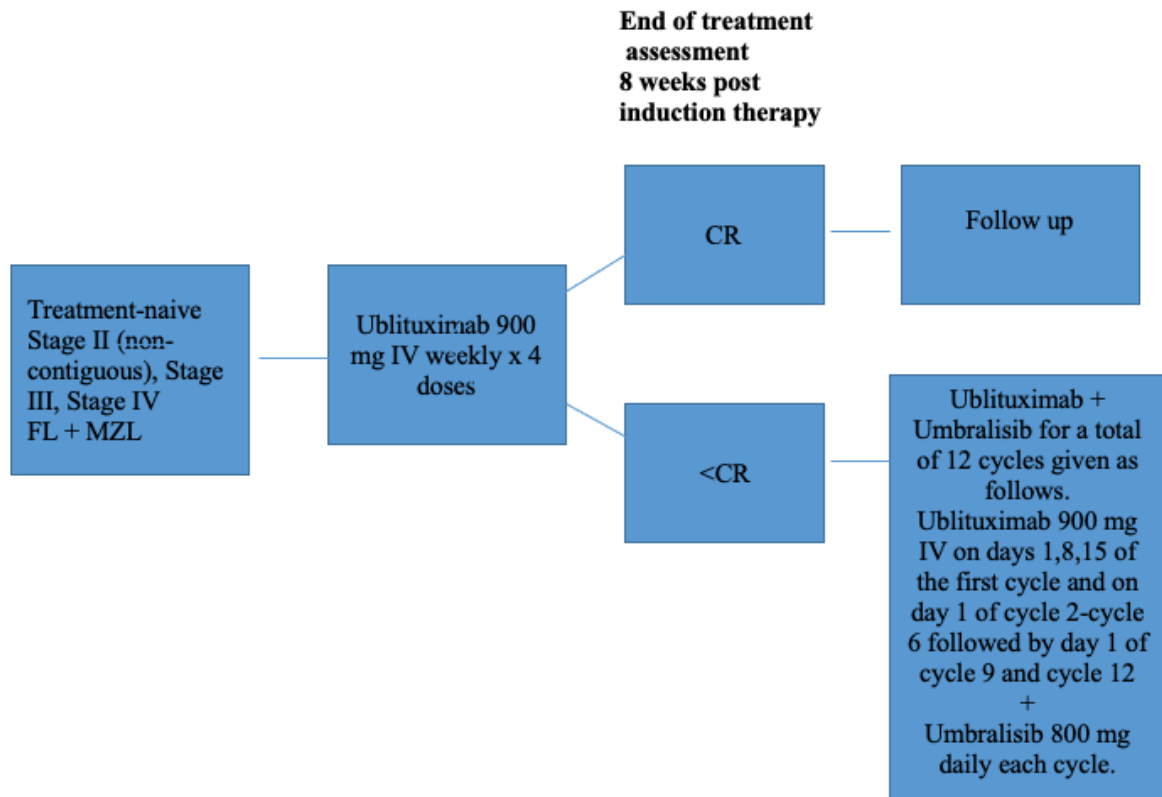 End of treatment
assessment
8 weeks post
induction therapy
Treatment-naive
Stage II (non-
contiguous), Stage
III, Stage IV
FL + MZL
Ublituximab 900
mg IV weekly x 4
doses
CR
Follow up
<CR
Ublituximab +
Umbralisib for a total
of 12 cycles given as
follows.
Ublituximab 900 mg
IV on days 1,8,15 of
the first cycle and on
day 1 of cycle 2-cycle
6 followed by day 1 of
cycle 9 and cycle 12
+
Umbralisib 800 mg
daily each cycle.